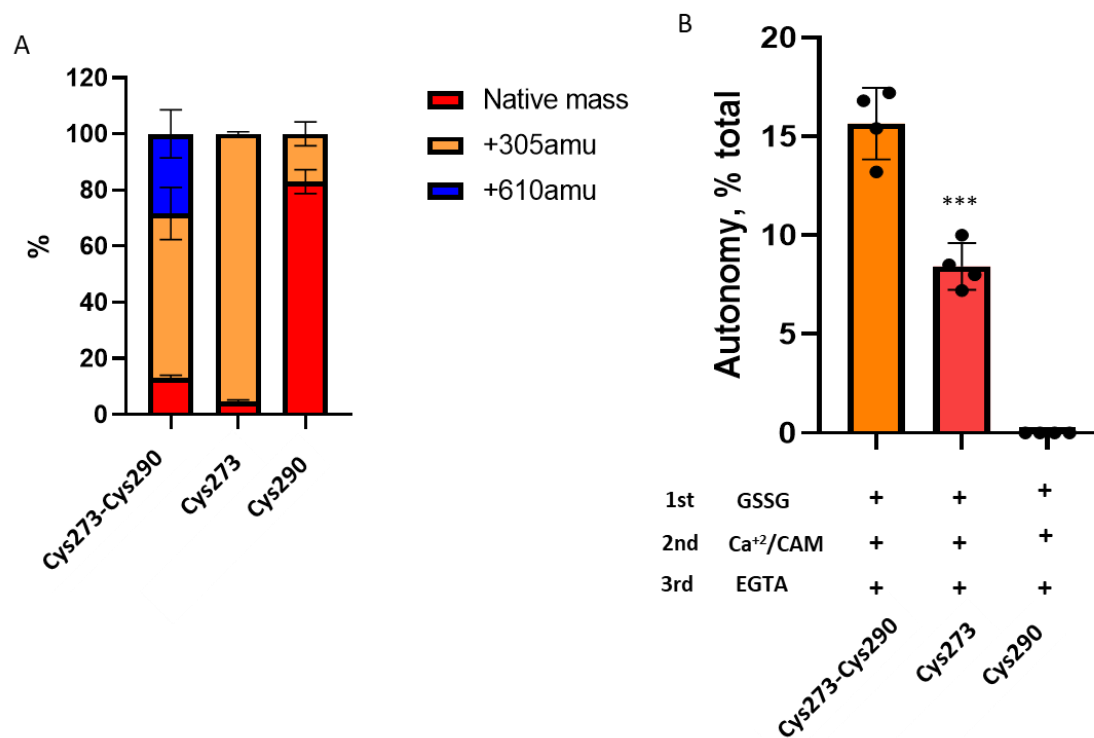 A
120
100
80
60
40
20
0
%
Cys273-Cys290
Cys273
Cys290
Native mass
+305amu
+610amu
B
20
15
10
5
0
Autonomy, % total
***
1st GSSG + + +
2nd Ca⁺²/CAM + + +
3rd EGTA + + +
Cys273-Cys290
Cys273
Cys290